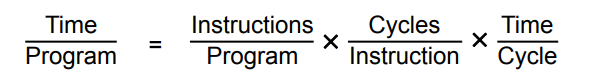 Time Instructions Cycles Time
= × ×
Program Program Instruction Cycle